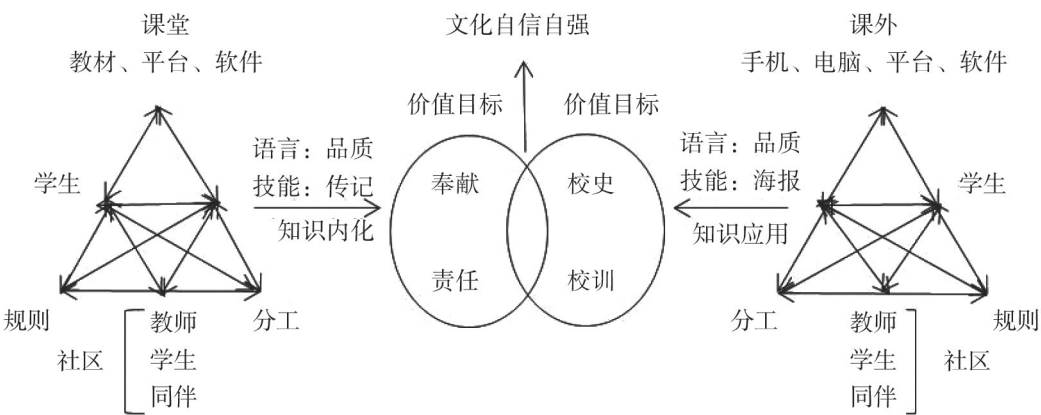 课堂
教材、平台、软件
学生
规则
分工
社区
教师
学生
同伴
语言：品质
技能：传记
知识内化
文化自信自强
价值目标
价值目标
奉献
责任
校史
校训
语言：品质
技能：海报
知识应用
课外
手机、电脑、平台、软件
学生
分工
规则
教师
学生
同伴
社区